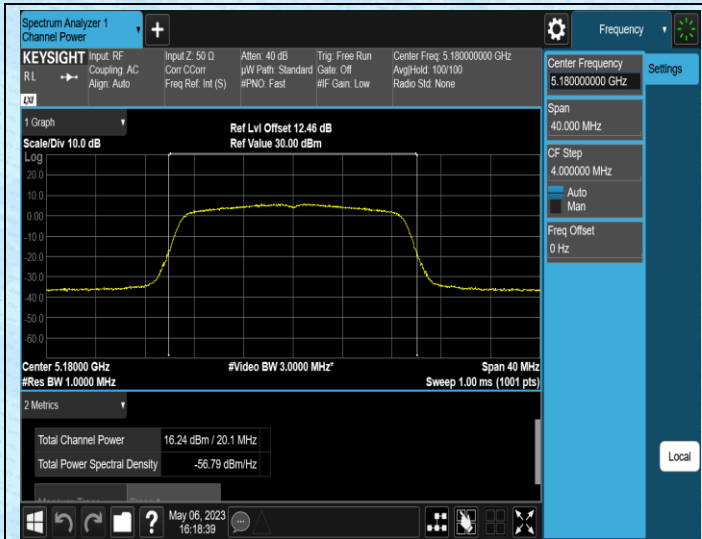 Spectrum Analyzer 1
Channel Power
Frequency
KEYSIGHT
R L
LXI
Input: RF
Coupling: AC
Align: Auto
Input Z: 50 Ω
Corr CCorr
Freq Ref: Int (S)
Atten: 40 dB
µW Path: Standard
#PNO: Fast
Trig: Free Run
Gate: Off
#IF Gain: Low
Center Freq: 5.180000000 GHz
Avg|Hold: 100/100
Radio Std: None
Center Frequency
5.180000000 GHz
Settings
Span
40.000 MHz
CF Step
4.000000 MHz
Auto
Man
Freq Offset
0 Hz
1 Graph
Scale/Div 10.0 dB
Ref Lvl Offset 12.46 dB
Ref Value 30.00 dBm
Log
20.0
10.0
0.00
-10.0
-20.0
-30.0
-40.0
-50.0
-60.0
Center 5.18000 GHz
#Res BW 1.0000 MHz
#Video BW 3.0000 MHz*
Span 40 MHz
Sweep 1.00 ms (1001 pts)
2 Metrics
Total Channel Power 16.24 dBm / 20.1 MHz
Total Power Spectral Density -56.79 dBm/Hz
Local
?
May 06, 2023
16:18:39